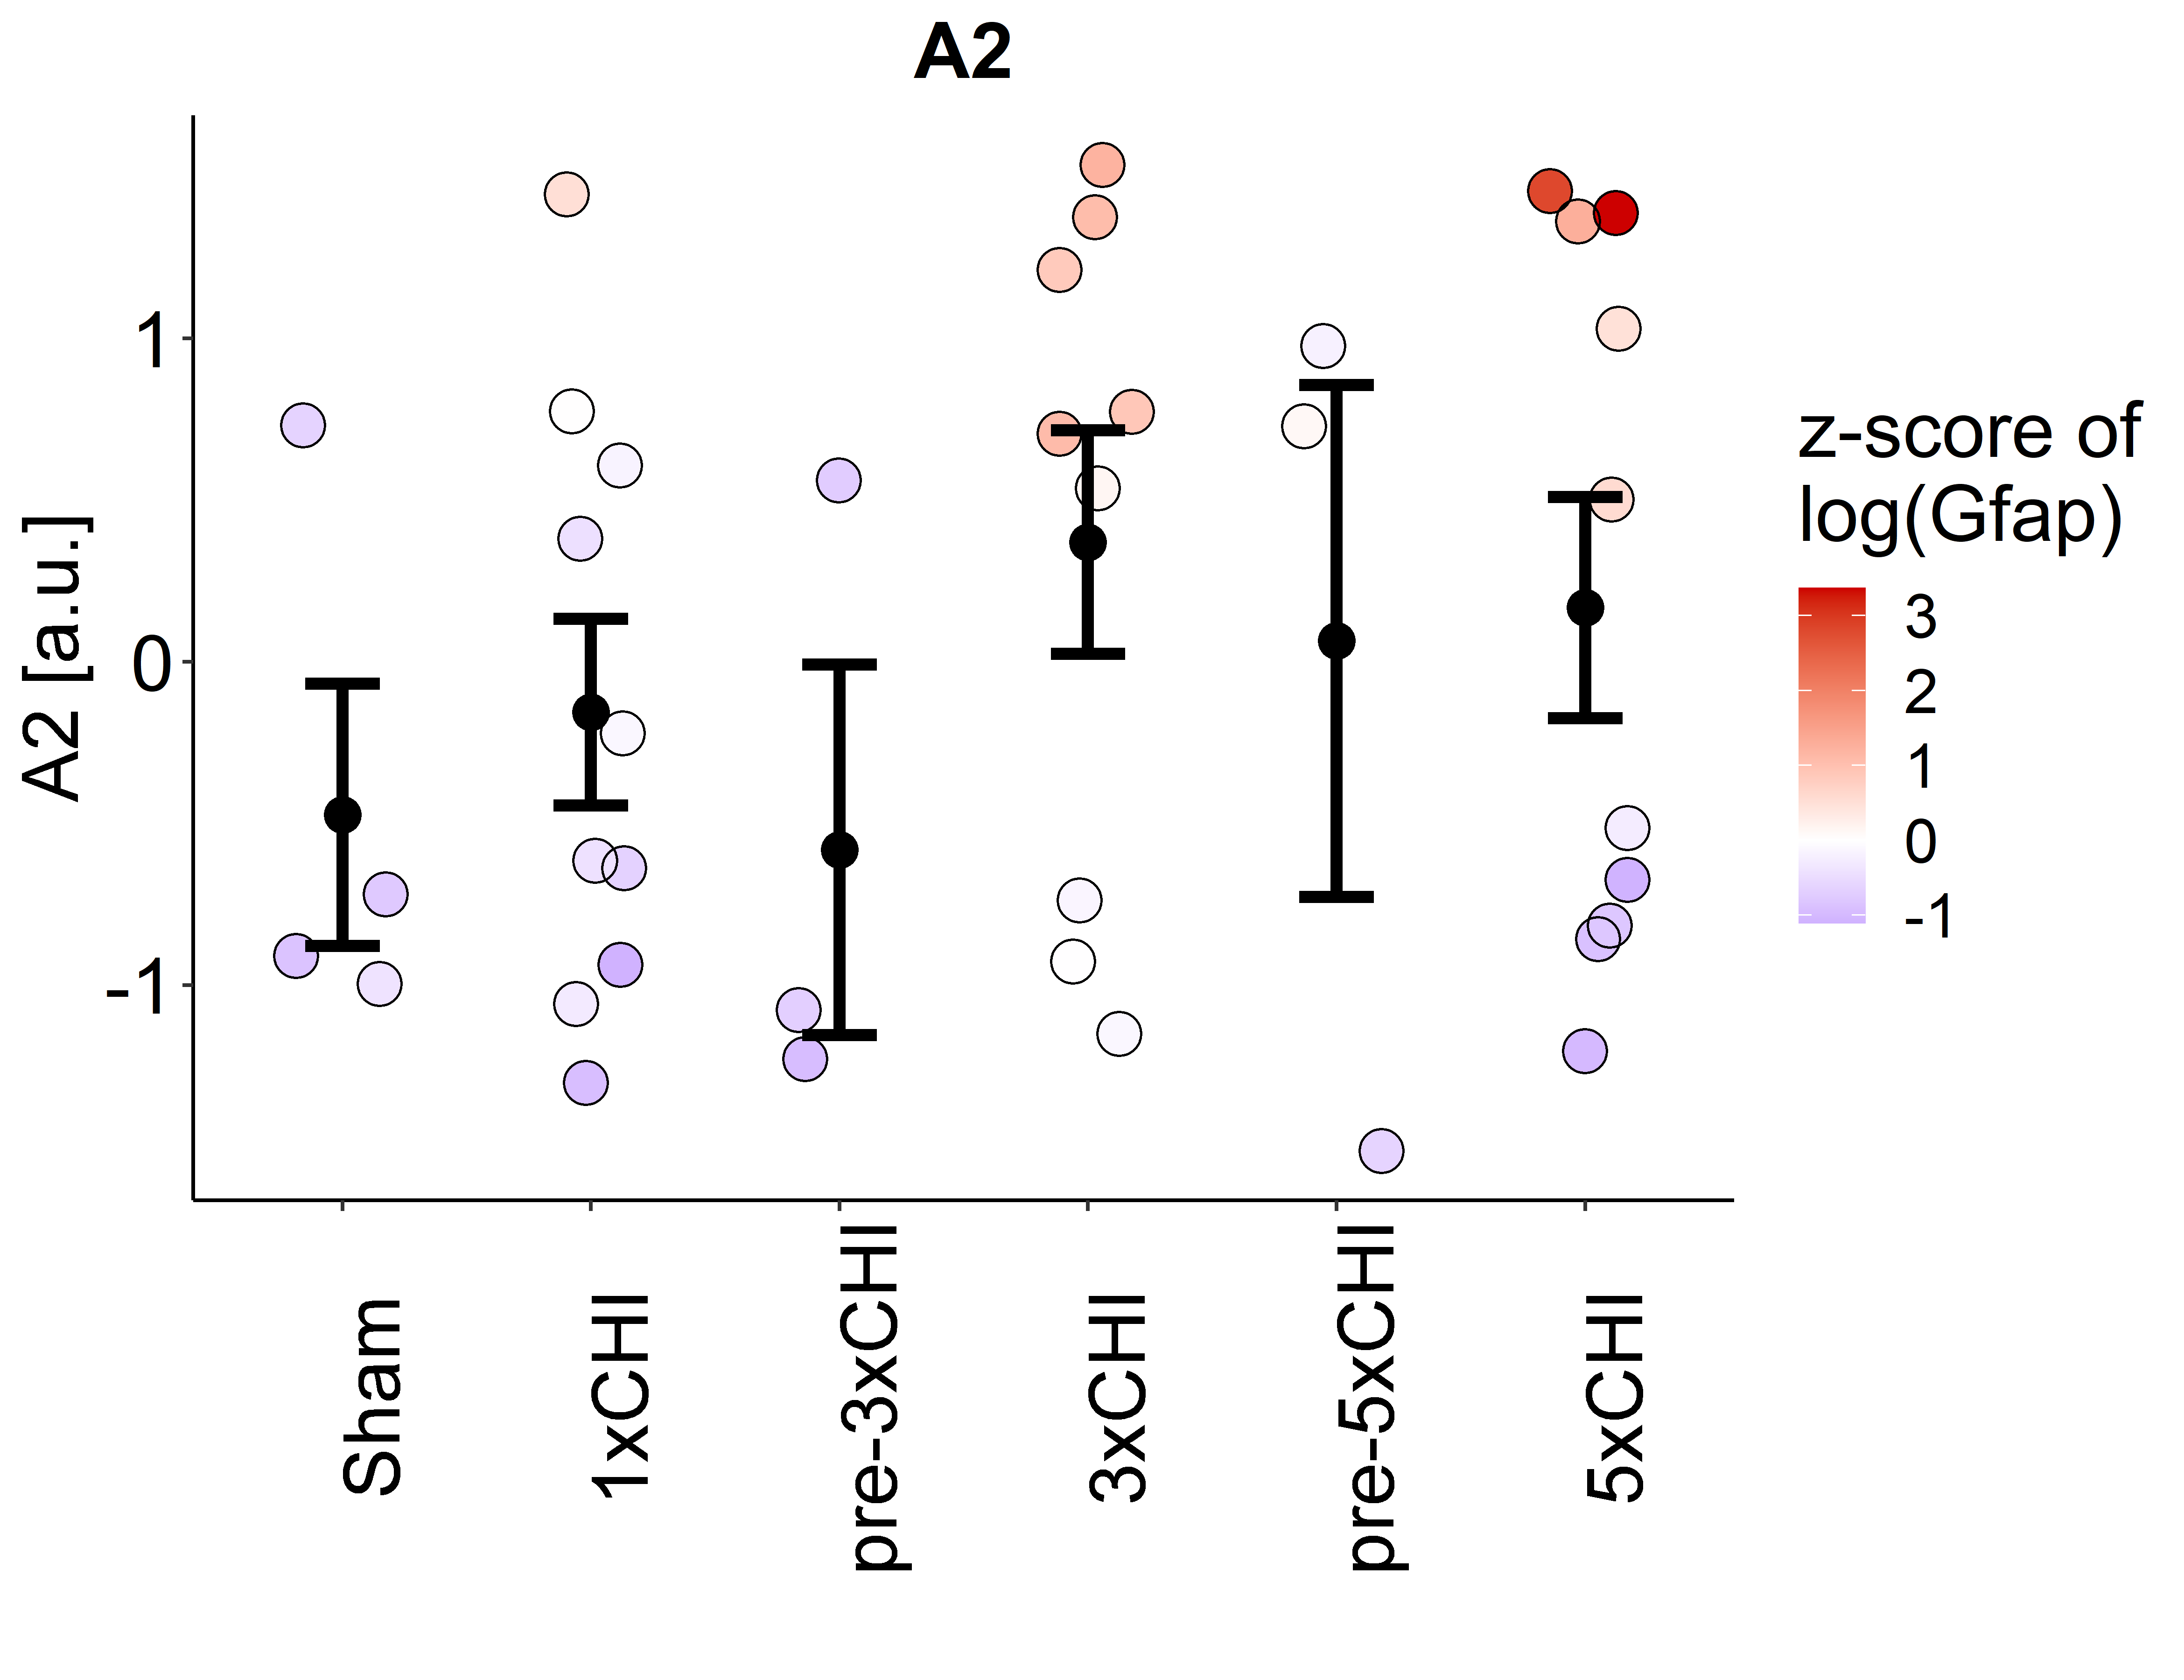 A2
A2 [a.u.]
1
0
-1
Sham
1xCHI
pre-3xCHI
3xCHI
pre-5xCHI
5xCHI
z-score of
log(Gfap)
3
2
1
0
-1